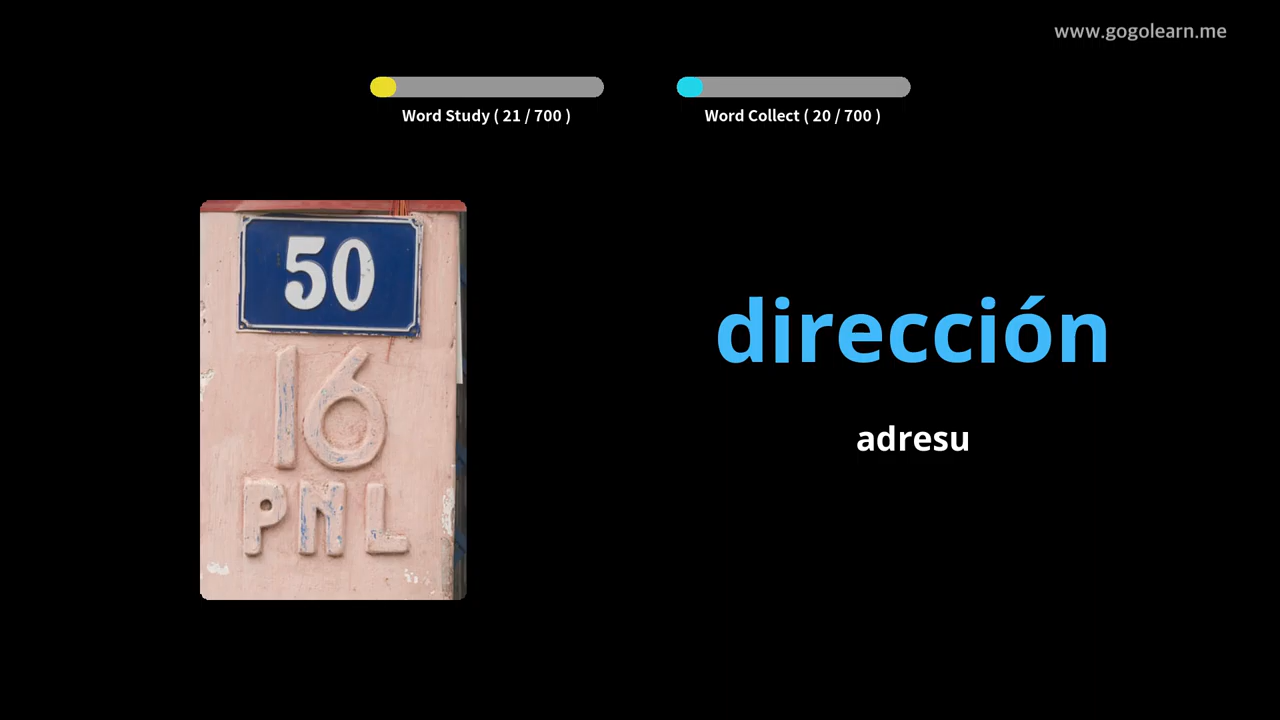 www.gogolearn.me
Word Study ( 21 / 700 )
Word Collect ( 20 / 700 )
50
16
PNL
dirección
adresu